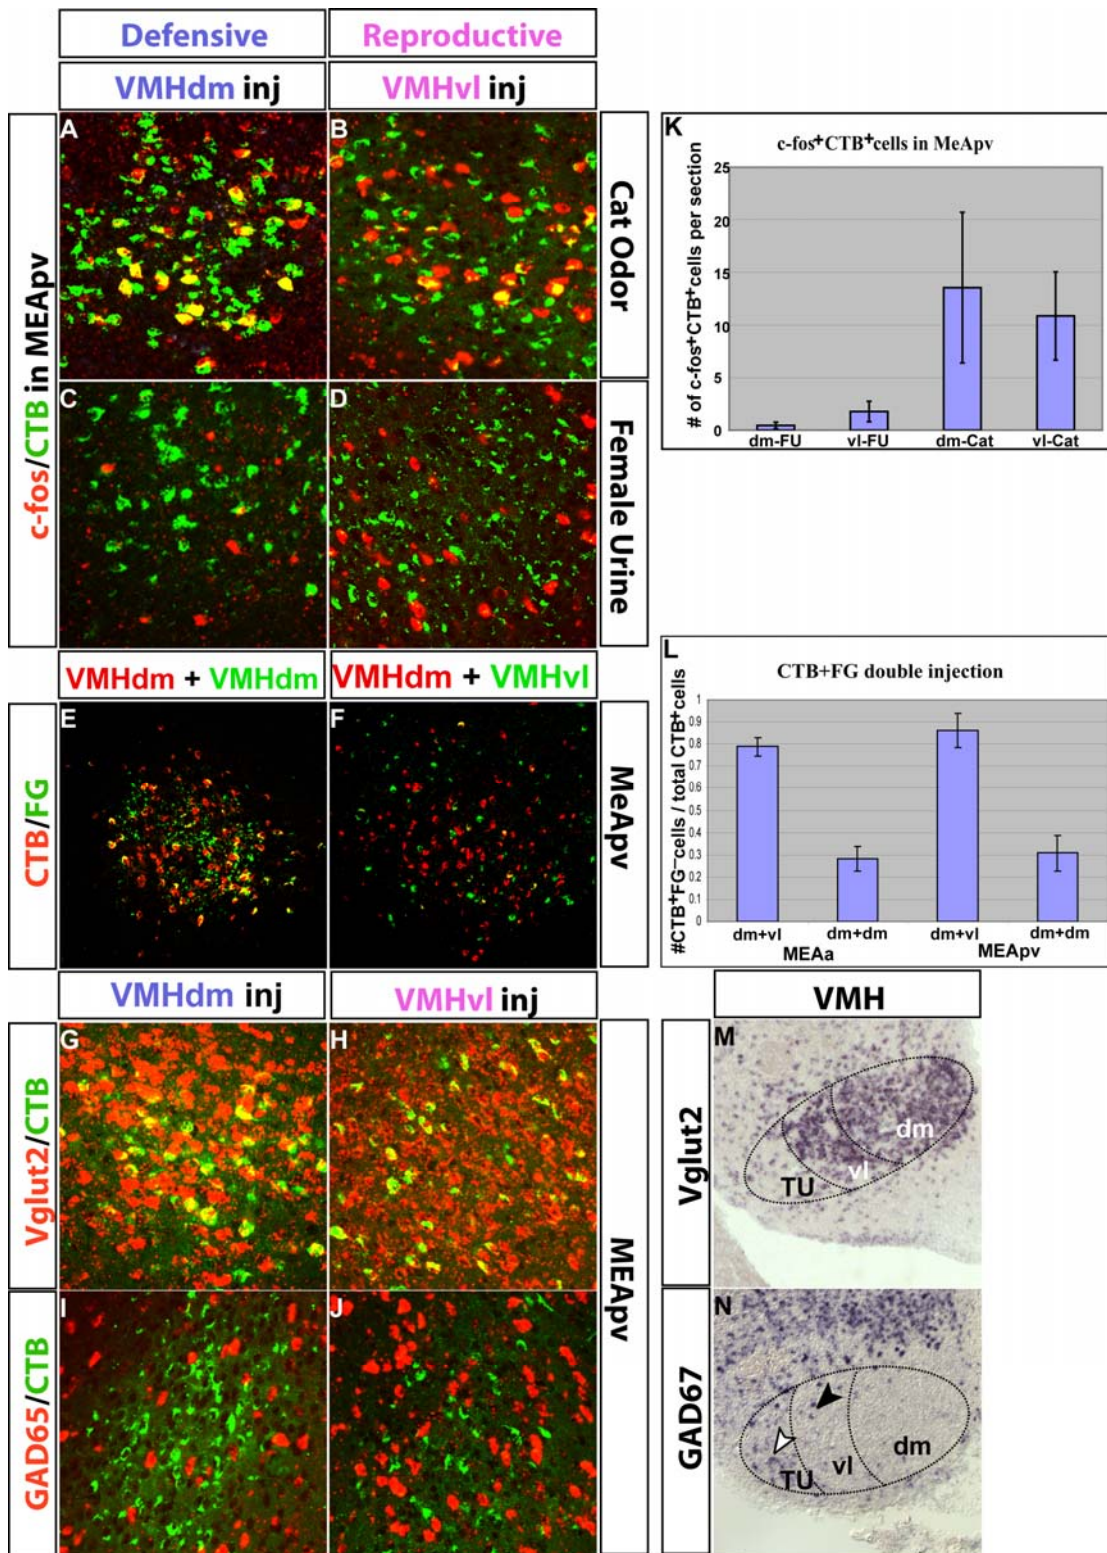 Defensive
Reproductive
VMHdm inj
VMHvl inj
c-fos/CTB in MEApv
A
B
Cat Odor
C
D
Female Urine
VMHdm + VMHdm
VMHdm + VMHvl
CTB/FG
E
F
MeApv
VMHdm inj
VMHvl inj
Vglut2/CTB
G
H
GAD65/CTB
I
J
MEApv
K
c-fos+CTB+cells in MeApv
# of c-fos+CTB+cells per section
25
20
15
10
5
0
dm-FU
vl-FU
dm-Cat
vl-Cat
L
CTB+FG double injection
#CTB+FG–cells / total CTB+cells
1
0.9
0.8
0.7
0.6
0.5
0.4
0.3
0.2
0.1
0
dm+vl
dm+dm
dm+vl
dm+dm
MEAa
MEApv
VMH
Vglut2
M
dm
vl
TU
GAD67
N
dm
vl
TU